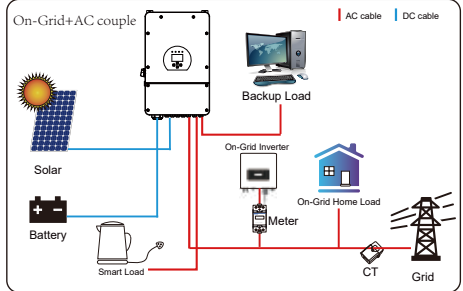 On-Grid+AC couple
AC cable
DC cable
Backup Load
On-Grid Inverter
Solar
On-Grid Home Load
Meter
Battery
Smart Load
CT
Grid